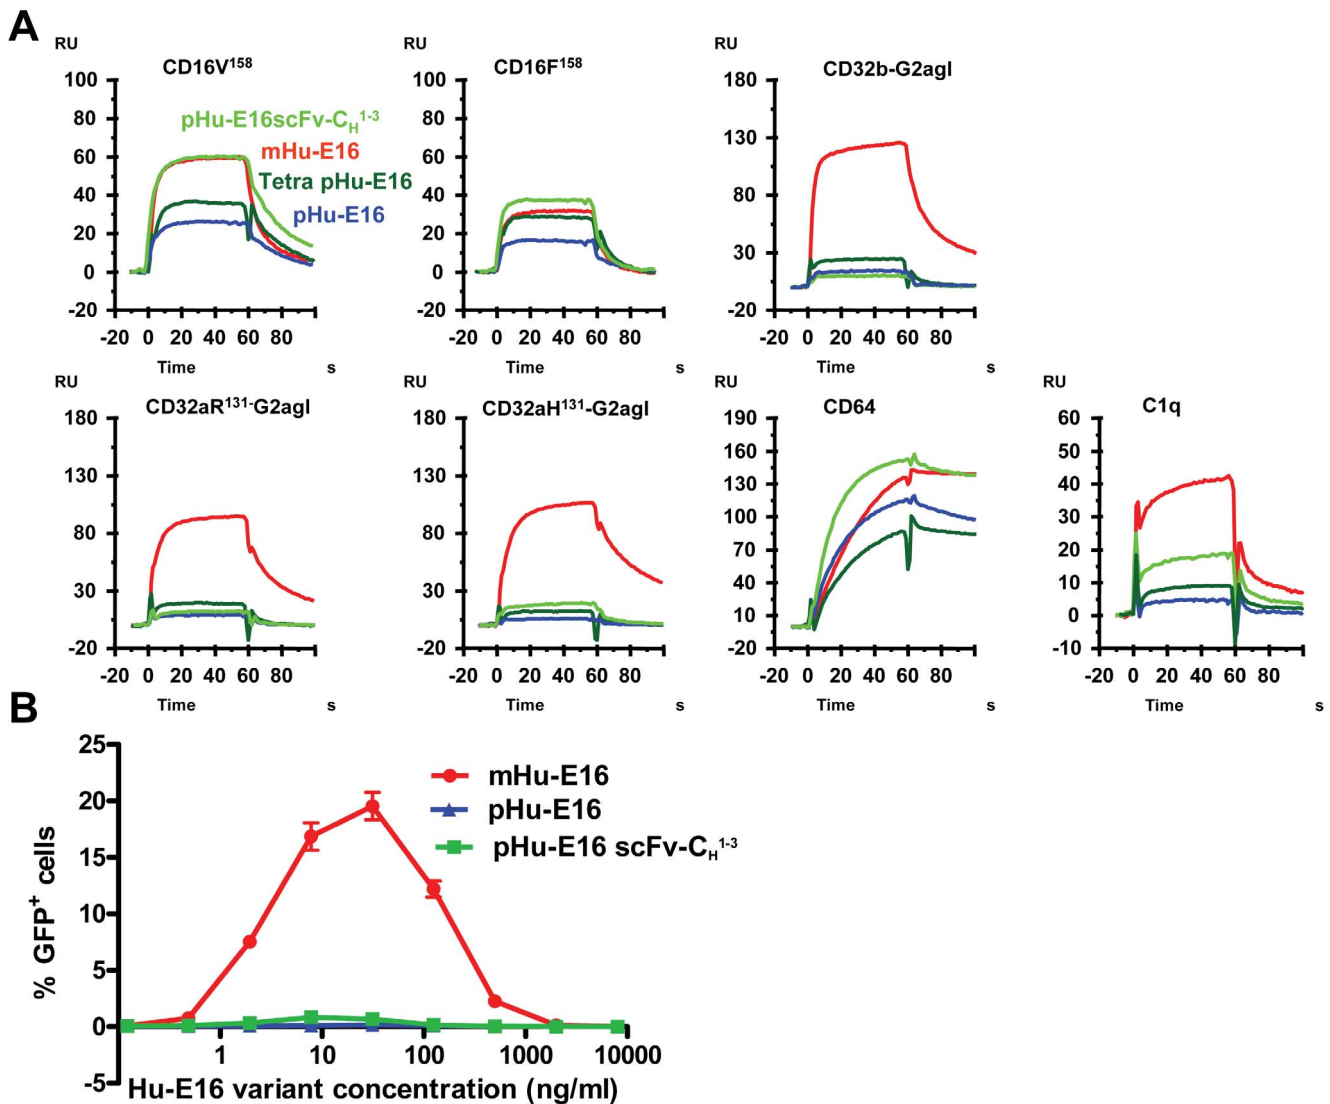 A
RU
CD16V¹⁵⁸
100
80
60
40
20
0
-20
pHu-E16scFv-C_H¹⁻³
mHu-E16
Tetra pHu-E16
pHu-E16
-20 0 20 40 60 80
Time s
RU
CD16F¹⁵⁸
100
80
60
40
20
0
-20
-20 0 20 40 60 80
Time s
RU
CD32b-G2agl
180
130
80
30
-20
-20 0 20 40 60 80
Time s
RU
CD32aR¹³¹⁻G2agl
180
130
80
30
-20
-20 0 20 40 60 80
Time s
RU
CD32aH¹³¹-G2agl
180
130
80
30
-20
-20 0 20 40 60 80
Time s
RU
CD64
190
160
130
100
70
40
10
-20
-20 0 20 40 60 80
Time s
RU
C1q
60
50
40
30
20
10
0
-10
-20 0 20 40 60 80
Time s
B
% GFP⁺ cells
25
20
15
10
5
0
-5
mHu-E16
pHu-E16
pHu-E16 scFv-C_H¹⁻³
1 10 100 1000 10000
Hu-E16 variant concentration (ng/ml)